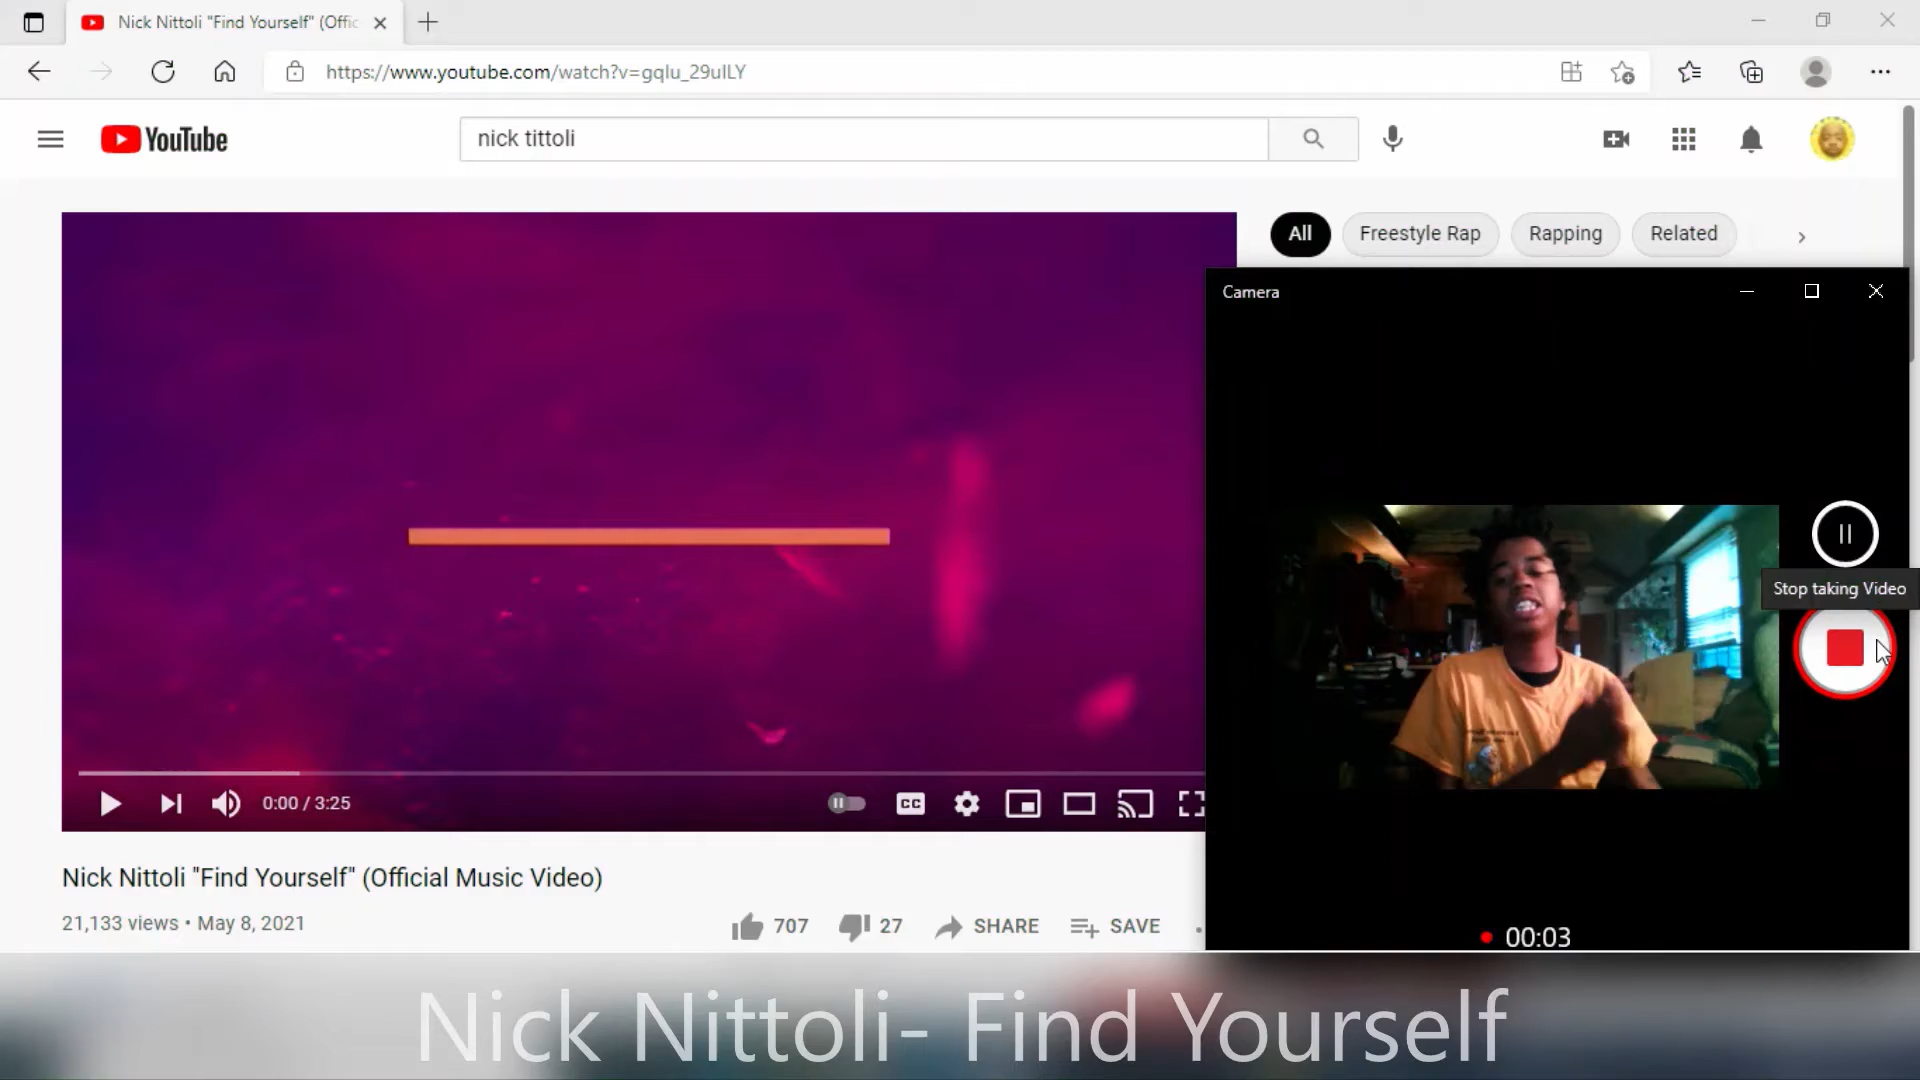 Nick Nittoli "Find Yourself" (Offic
https://www.youtube.com/watch?v=gqlu_29ulLY
YouTube
nick tittoli
All
Freestyle Rap
Rapping
Related
Camera
Stop taking Video
0:00 / 3:25
CC
Nick Nittoli "Find Yourself" (Official Music Video)
21,133 views • May 8, 2021
707
27
SHARE
SAVE
00:03
Nick Nittoli- Find Yourself